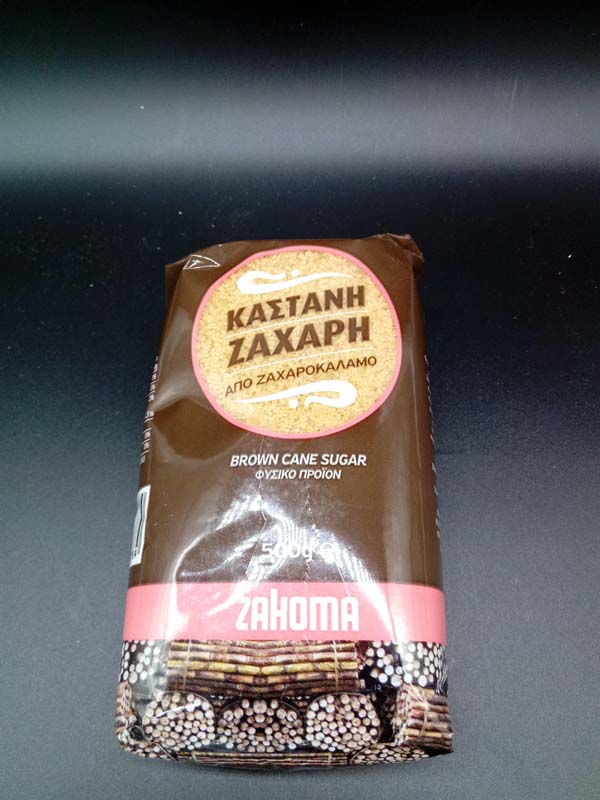 ΚΑΣΤΑΝΗ
ΖΑΧΑΡΗ
ΑΠΟ ΖΑΧΑΡΟΚΑΛΑΜΟ
BROWN CANE SUGAR
ΦΥΣΙΚΟ ΠΡΟΪΟΝ
500g ℮
ZAKOMA